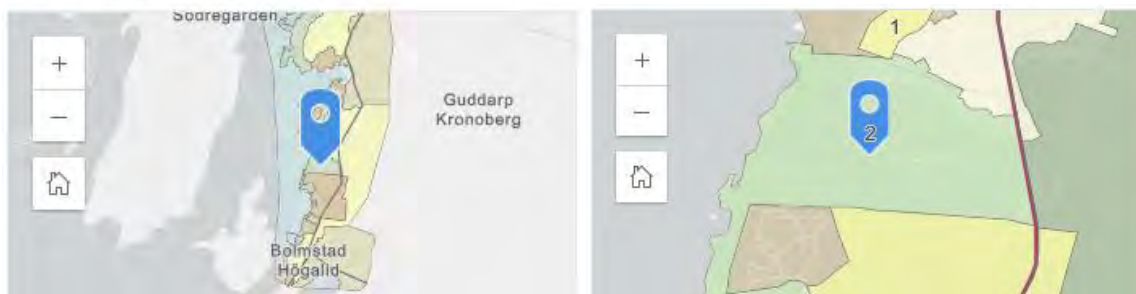 Södregården
+
−
Guddarp
Kronoberg
Bolmstad
Högalid
1
+
−
2